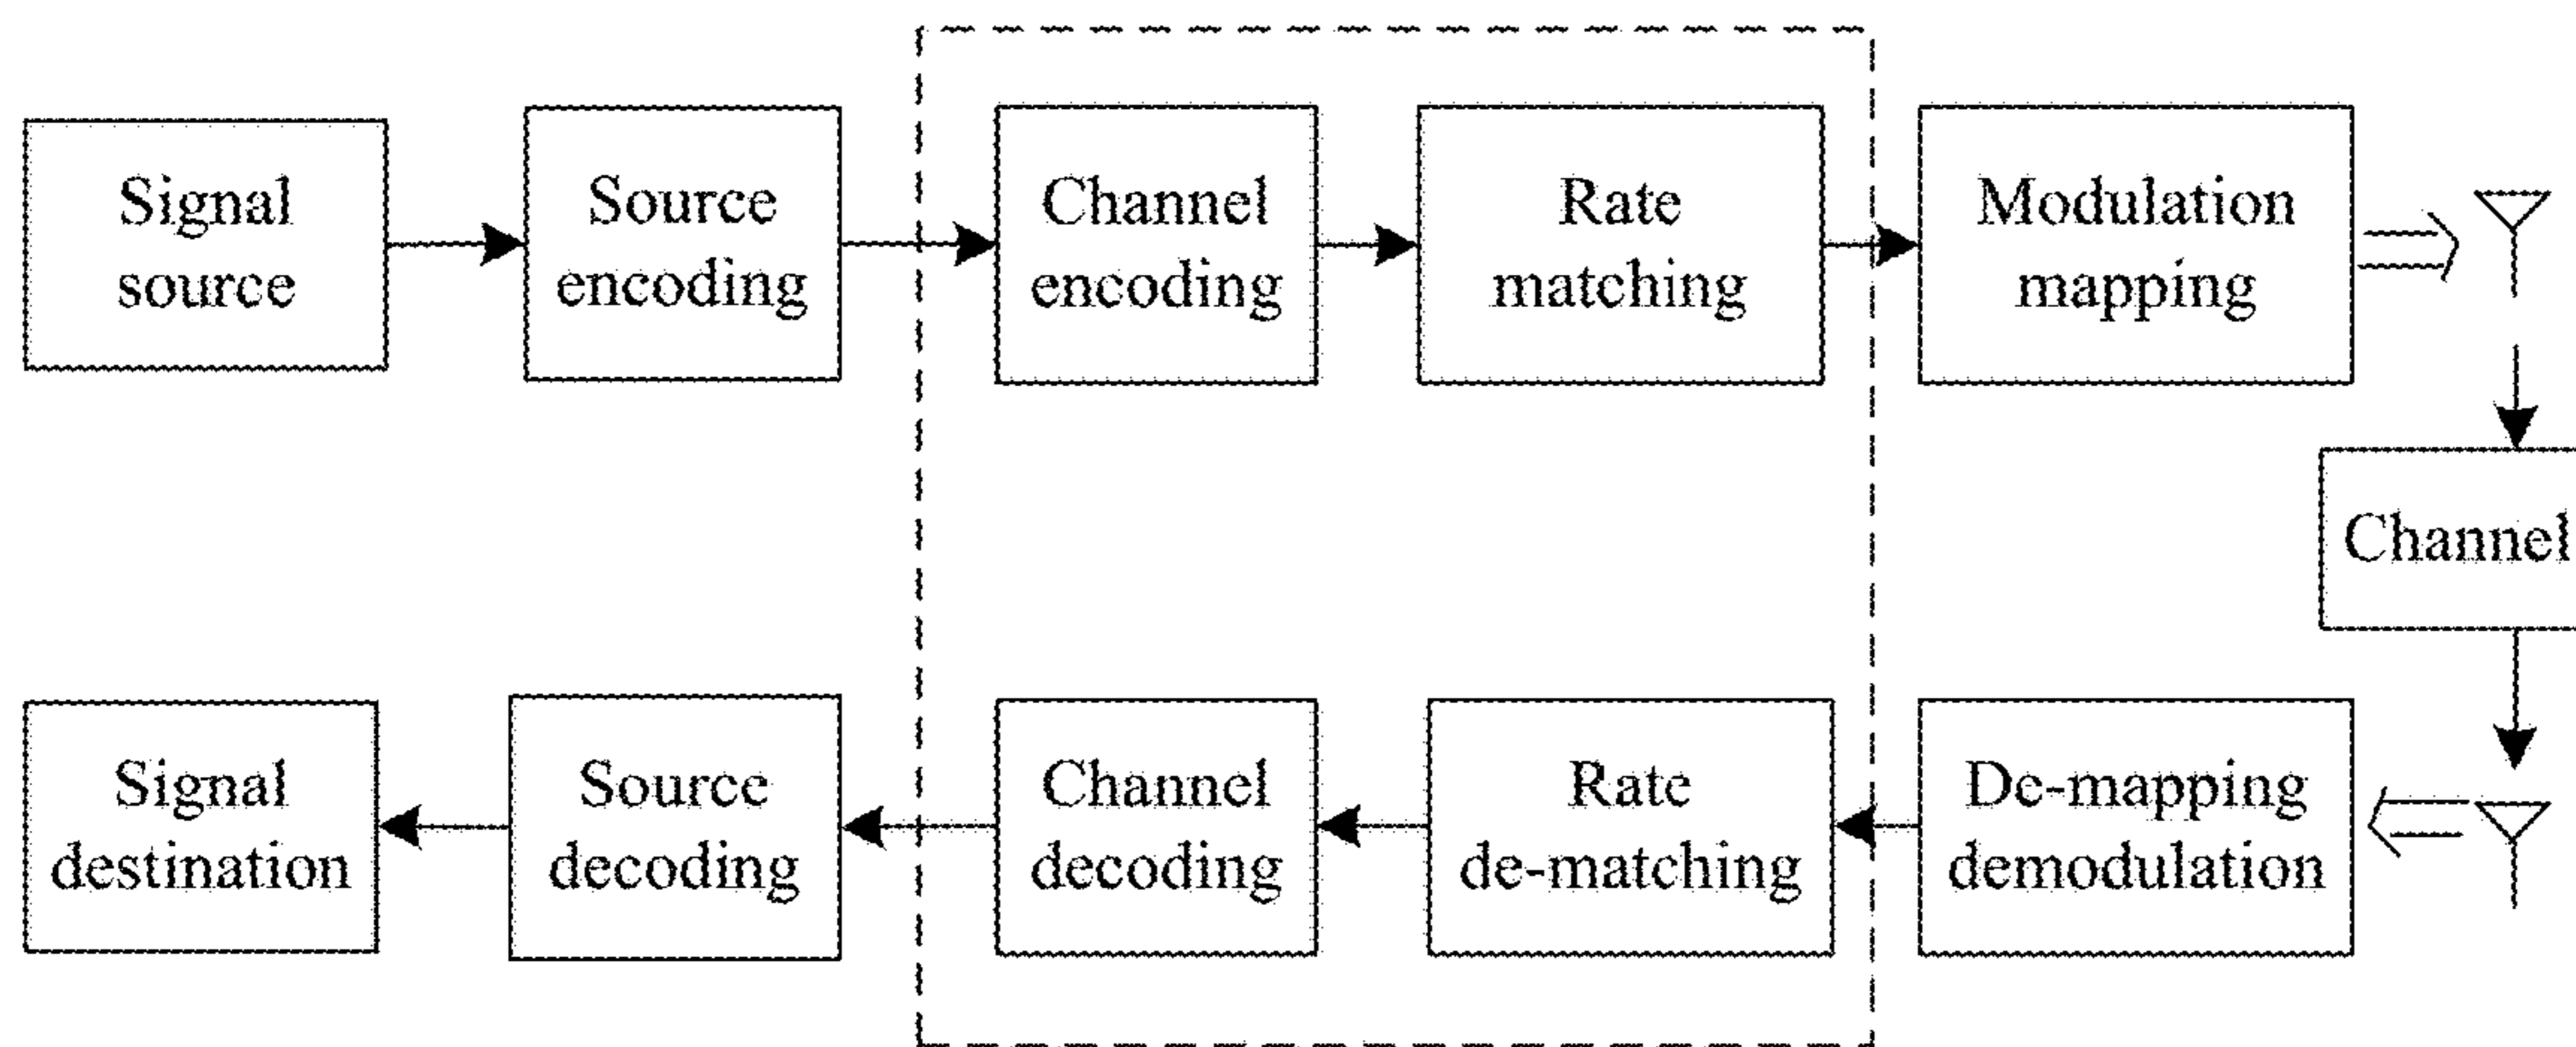 Signal
source
Source
encoding
Channel
encoding
Rate
matching
Modulation
mapping
Channel
Signal
destination
Source
decoding
Channel
decoding
Rate
de-matching
De-mapping
demodulation